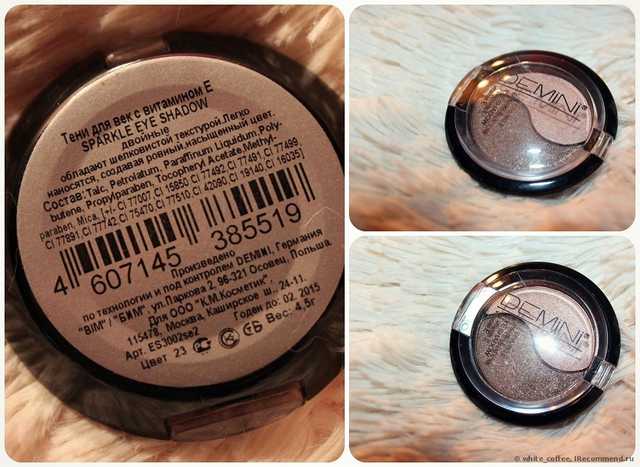 Тени для век с витамином Е
SPARKLE EYE SHADOW
двойные
обладают шелковистой текстурой.Легко
наносятся, создавая ровный,насыщенный цвет.
Состав:Talc, Petrolatum, Paraffinum Liquidum,Poly-
butene, Propylparaben, Tocopheryl Acetate,Methyl-
paraben, Mica, [+/- CI 77007,CI 15850,CI 77492,CI 77491,CI 77499,
CI 77891,CI 77742,CI 75470,CI 77510,CI 42090,CI 19140,CI 16035]
4 607145 385519
Произведено
по технологии и под контролем DEMINI, Германия
"BJM" / "БИМ", ул.Паркова 2, 96-321 Осовец, Польша
Для ООО "К.М.Косметик",
115478, Москва, Каширское ш., 24-11.
Арт. ES3002se2 Годен до: 02. 2015
Цвет 23 Вес: 4,5г
DEMINI®
DEMINI®
© white_coffee, IRecommend.ru